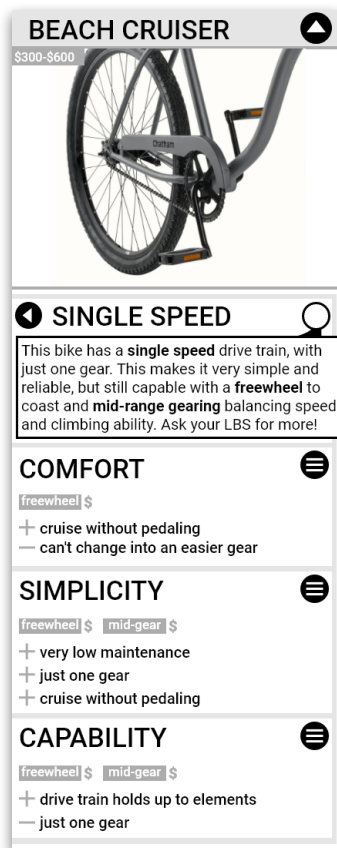 BEACH CRUISER
$300-$600
Chatham
SINGLE SPEED
This bike has a single speed drive train, with
just one gear. This makes it very simple and
reliable, but still capable with a freewheel to
coast and mid-range gearing balancing speed
and climbing ability. Ask your LBS for more!
COMFORT
freewheel $
+ cruise without pedaling
— can't change into an easier gear
SIMPLICITY
freewheel $ mid-gear $
+ very low maintenance
+ just one gear
+ cruise without pedaling
CAPABILITY
freewheel $ mid-gear $
+ drive train holds up to elements
— just one gear